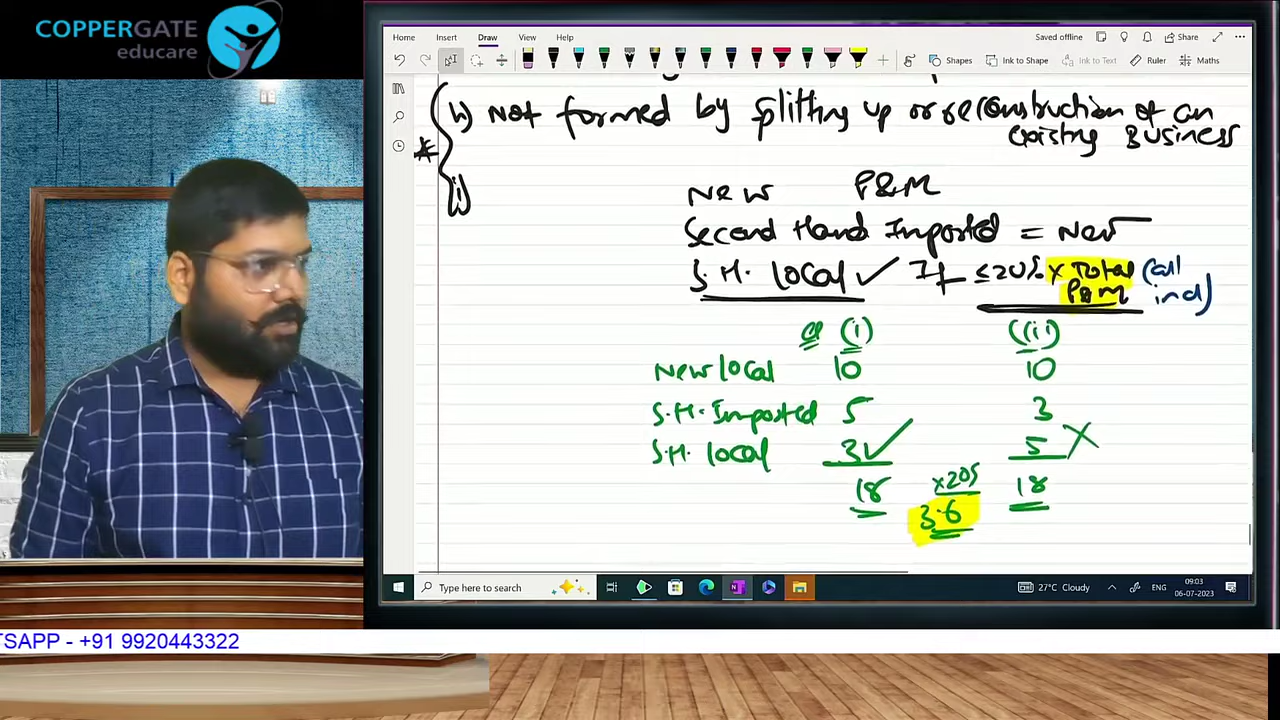 COPPERGATE
educare
Home Insert Draw View Help
Saved offline
Share
Shapes
Ink to Shape
Ink to Text
Ruler
Maths
h) Not formed by splitting up or reconstruction of an
existing Business
i)
New P&M
Second Hand Imported = New
S.H. local ✓ If ≤20% x Total (all
P&M incl)
(i) (ii)
New local 10 10
S.H. Imported 5 3
S.H. local 3✓ 5 X
18 x20% 18
3.6
Type here to search
27°C Cloudy
ENG
09:03
06-07-2023
TSAPP - +91 9920443322